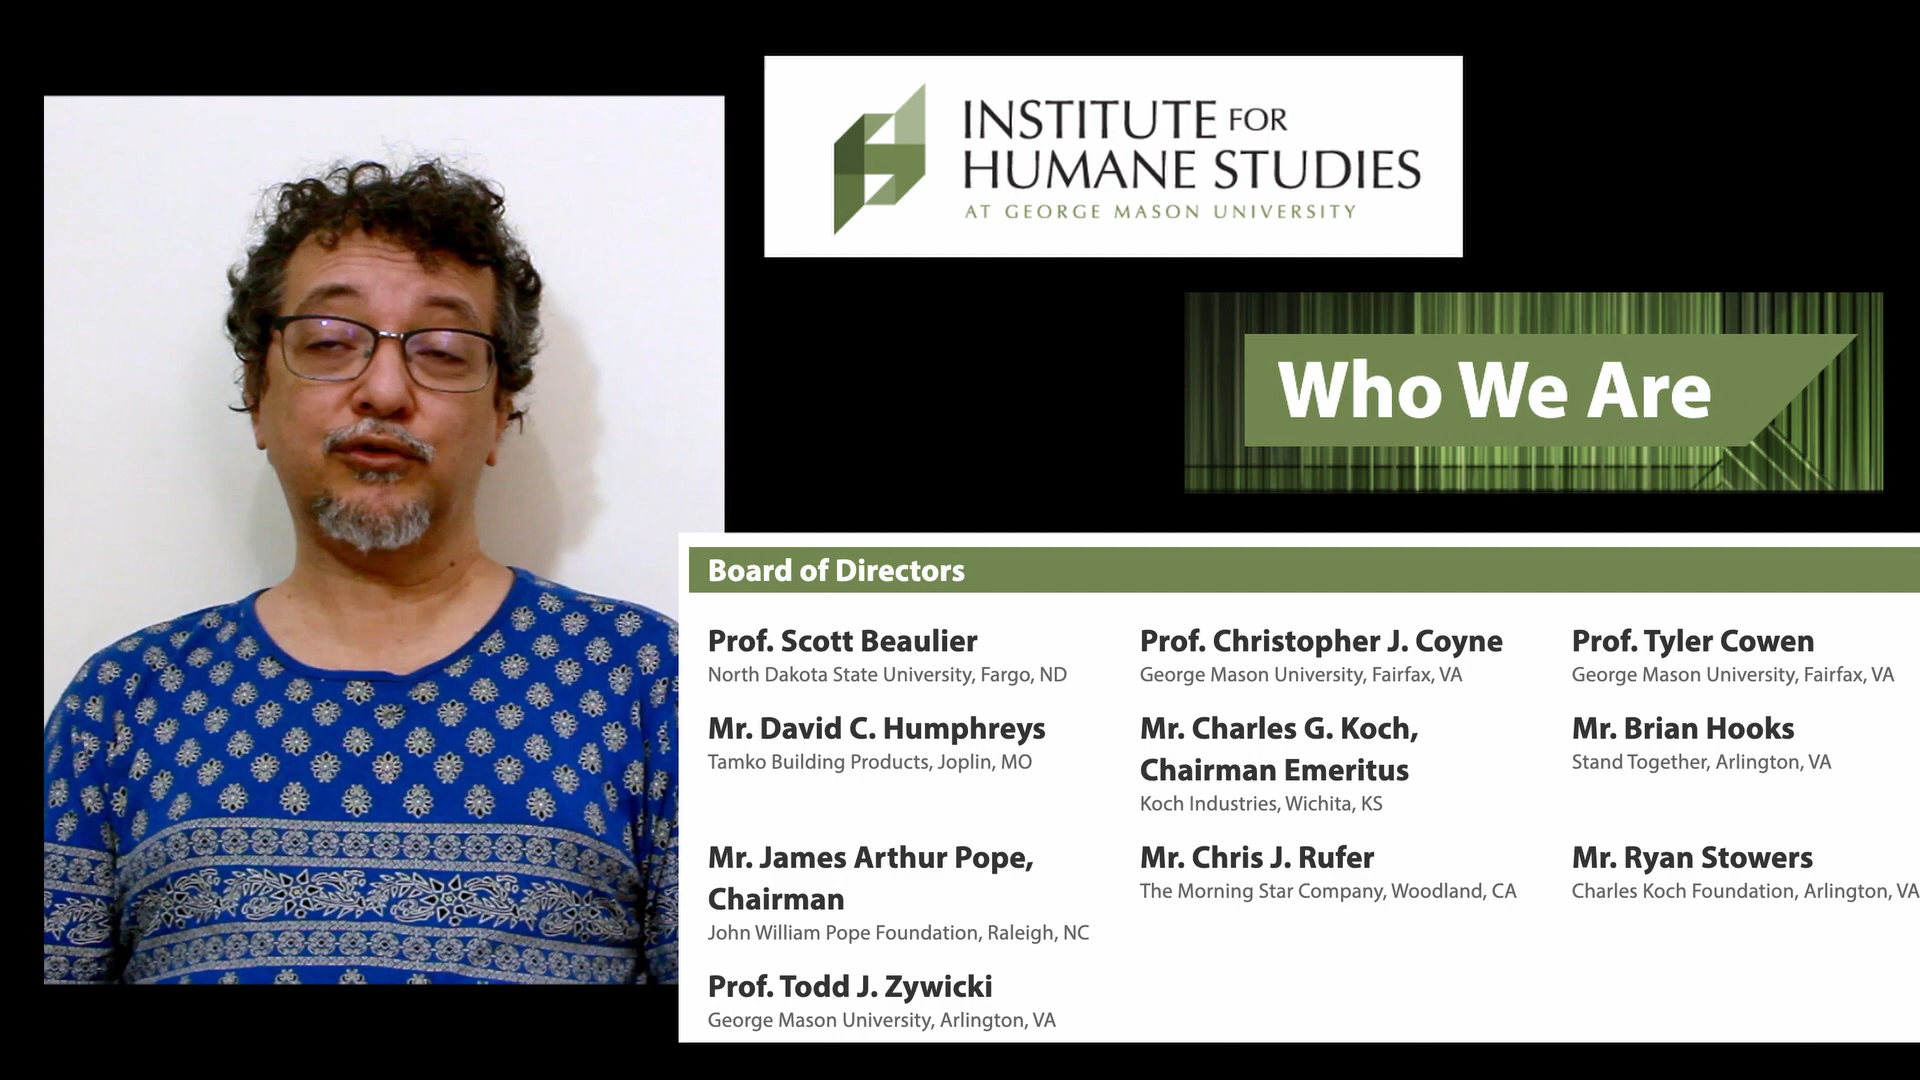 INSTITUTE FOR
HUMANE STUDIES
AT GEORGE MASON UNIVERSITY
Who We Are
Board of Directors
Prof. Scott Beaulier
North Dakota State University, Fargo, ND
Prof. Christopher J. Coyne
George Mason University, Fairfax, VA
Prof. Tyler Cowen
George Mason University, Fairfax, VA
Mr. David C. Humphreys
Tamko Building Products, Joplin, MO
Mr. Charles G. Koch,
Chairman Emeritus
Koch Industries, Wichita, KS
Mr. Brian Hooks
Stand Together, Arlington, VA
Mr. James Arthur Pope,
Chairman
John William Pope Foundation, Raleigh, NC
Mr. Chris J. Rufer
The Morning Star Company, Woodland, CA
Mr. Ryan Stowers
Charles Koch Foundation, Arlington, VA
Prof. Todd J. Zywicki
George Mason University, Arlington, VA